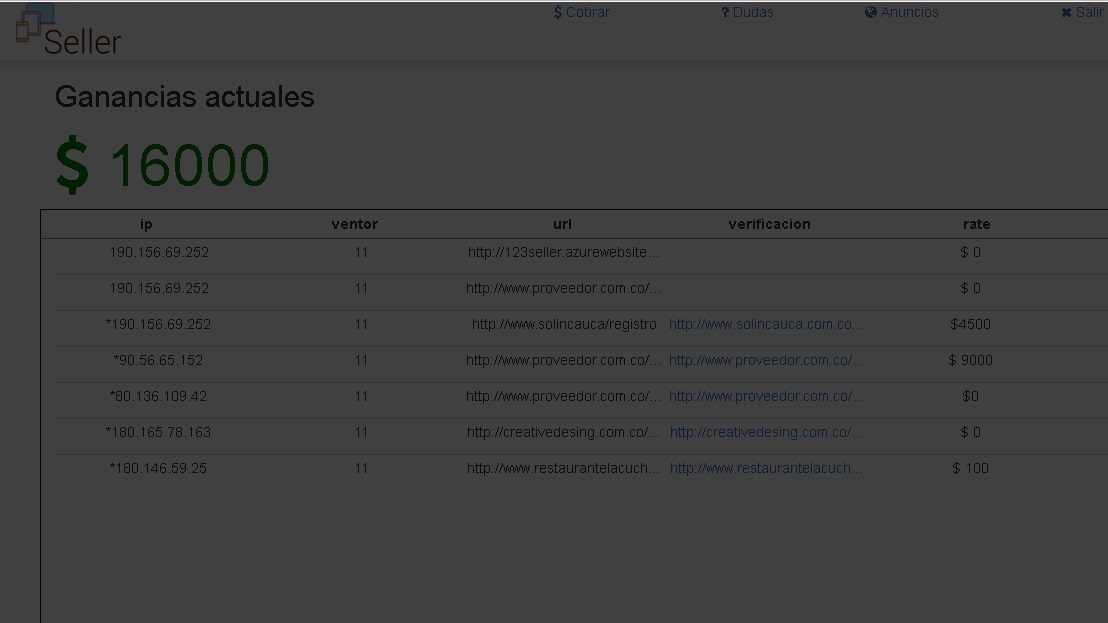 $ Cobrar ? Dudas Anuncios ✖ Salir
Seller
Ganancias actuales
$ 16000
ip ventor url verificacion rate
190.156.69.252 11 http://123seller.azurewebsite... $ 0
190.156.69.252 11 http://www.proveedor.com.co/... $ 0
*190.156.69.252 11 http://www.solincauca/registro http://www.solincauca.com.co... $4500
*90.56.65.152 11 http://www.proveedor.com.co/... http://www.proveedor.com.co/... $ 9000
*80.136.109.42 11 http://www.proveedor.com.co/... http://www.proveedor.com.co/... $0
*180.165.78.163 11 http://creativedesing.com.co/... http://creativedesing.com.co/... $ 0
*180.146.59.25 11 http://www.restaurantelacuch... http://www.restaurantelacuch... $ 100